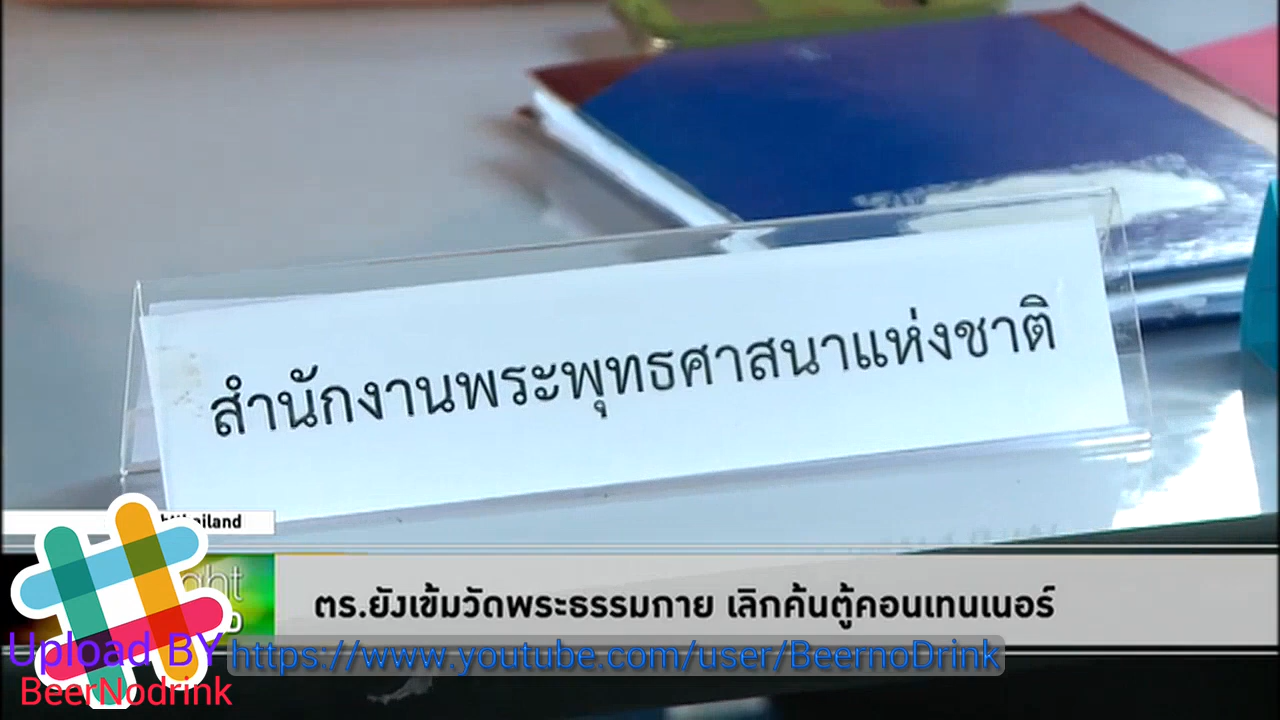 สำนักงานพระพุทธศาสนาแห่งชาติ
ailand
ght
ตร.ยังเข้มวัดพระธรรมกาย เลิกค้นตู้คอนเทนเนอร์
Upload BY https://www.youtube.com/user/BeernoDrink
BeerNodrink